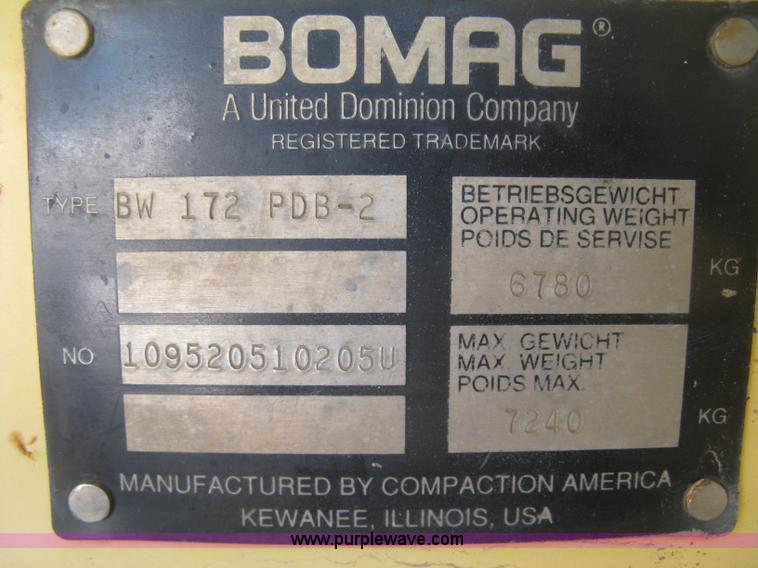 BOMAG®
A United Dominion Company
REGISTERED TRADEMARK
TYPE BW 172 PDB-2
BETRIEBSGEWICHT
OPERATING WEIGHT
POIDS DE SERVISE
6780 KG
NO 109520510205U
MAX. GEWICHT
MAX. WEIGHT
POIDS MAX.
7240 KG
MANUFACTURED BY COMPACTION AMERICA
KEWANEE, ILLINOIS, USA
www.purplewave.com